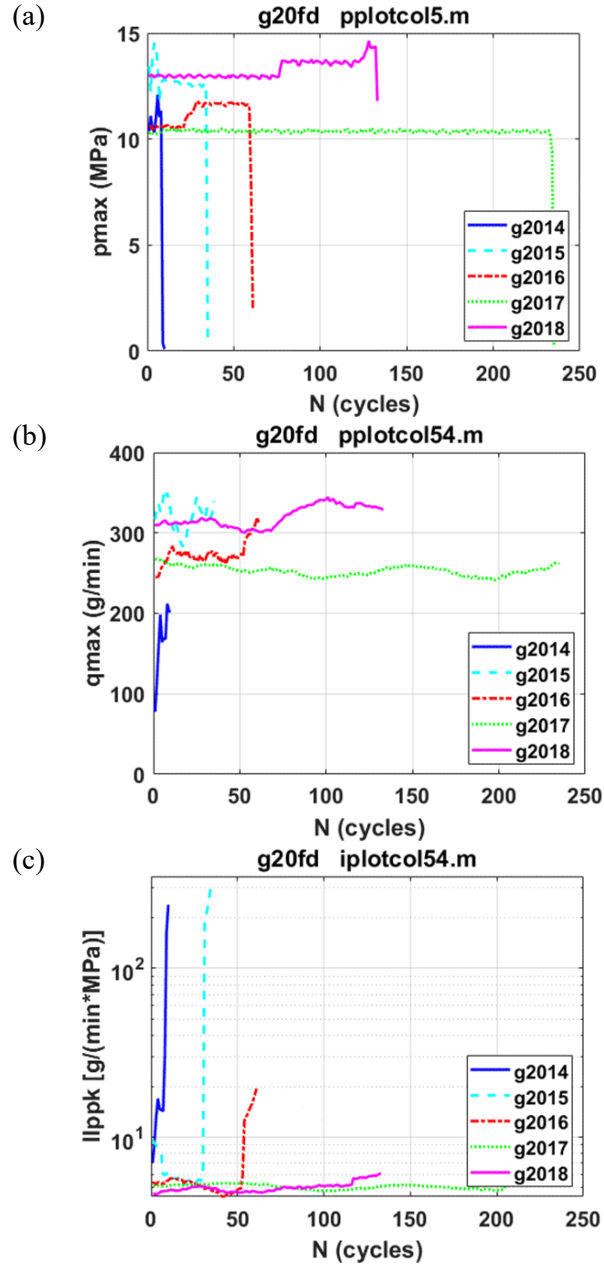 (a)
g20fd pplotcol5.m
15
10
5
0
pmax (MPa)
g2014
g2015
g2016
g2017
g2018
0 50 100 150 200 250
N (cycles)
(b)
g20fd pplotcol54.m
400
300
200
100
0
qmax (g/min)
g2014
g2015
g2016
g2017
g2018
0 50 100 150 200 250
N (cycles)
(c)
g20fd iplotcol54.m
10^2
10^1
IIppk [g/(min*MPa)]
g2014
g2015
g2016
g2017
g2018
0 50 100 150 200 250
N (cycles)